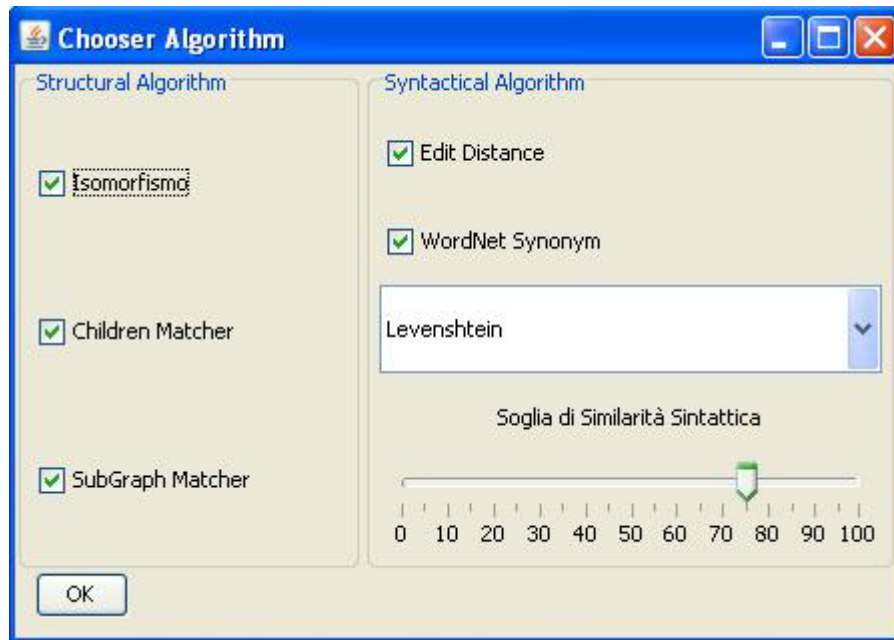 Chooser Algorithm
Structural Algorithm
Isomorfismo
Children Matcher
SubGraph Matcher
Syntactical Algorithm
Edit Distance
WordNet Synonym
Levenshtein
Soglia di Similarità Sintattica
0 10 20 30 40 50 60 70 80 90 100
OK